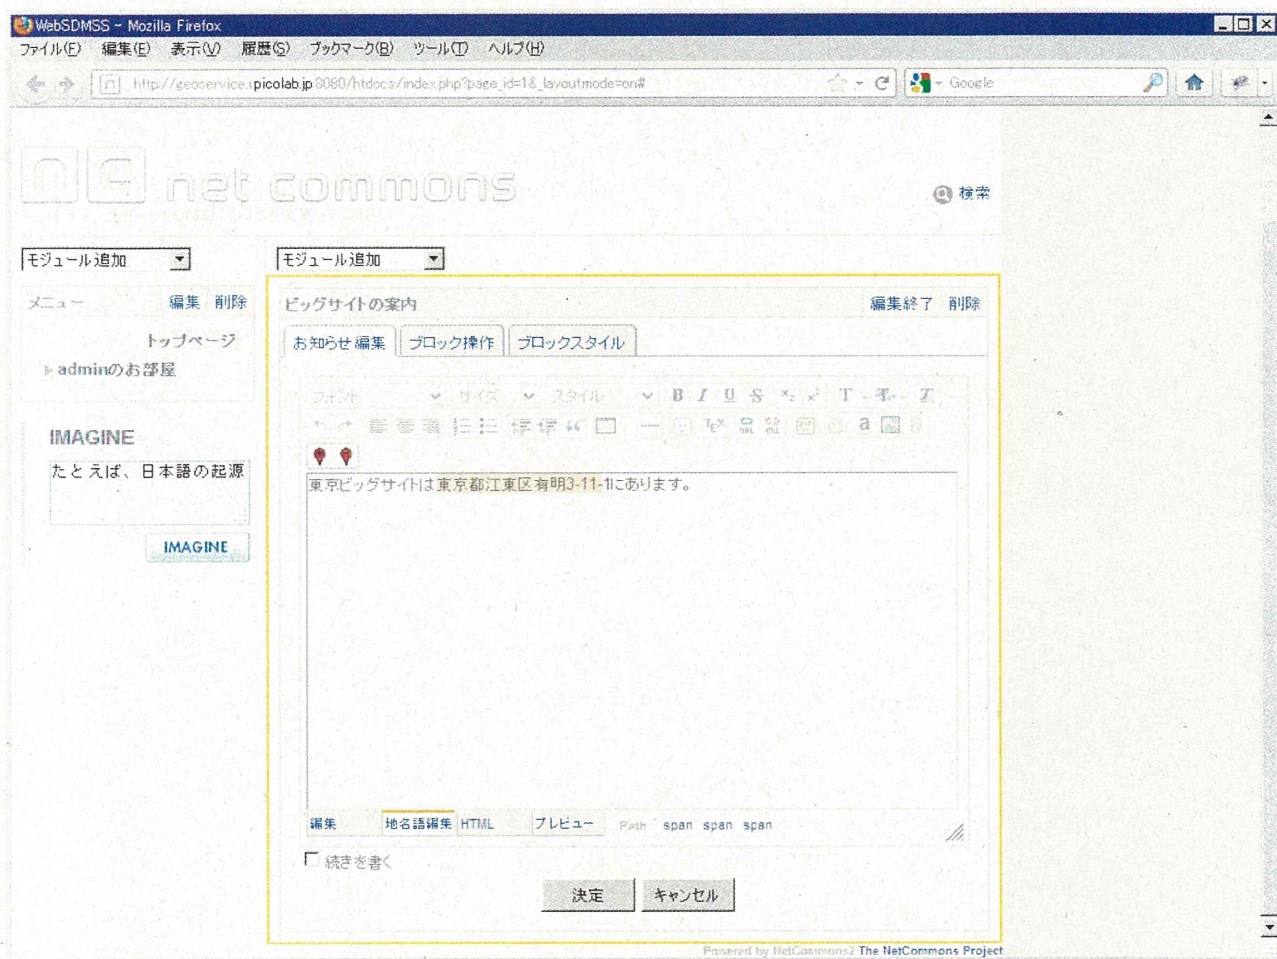 WebSDMSS - Mozilla Firefox
ファイル(F) 編集(E) 表示(V) 履歴(S) ブックマーク(B) ツール(T) ヘルプ(H)
http://geoservice.ipicolab.jp:8080/htdocs/index.php?page_id=1&_layoutmode=on#
Google
net commons
検索
モジュール追加
モジュール追加
メニュー 編集 削除
トップページ
adminのお部屋
IMAGINE
たとえば、日本語の起源
IMAGINE
ビッグサイトの案内 編集終了 削除
お知らせ編集 ブロック操作 ブロックスタイル
フォント サイズ スタイル B I U S x₂ x² T T T
TEX URL URL a
東京ビッグサイトは東京都江東区有明3-11-1にあります。
編集 地名語編集 HTML プレビュー Path span span span
続きを書く
決定 キャンセル
Powered by NetCommons2 The NetCommons Project